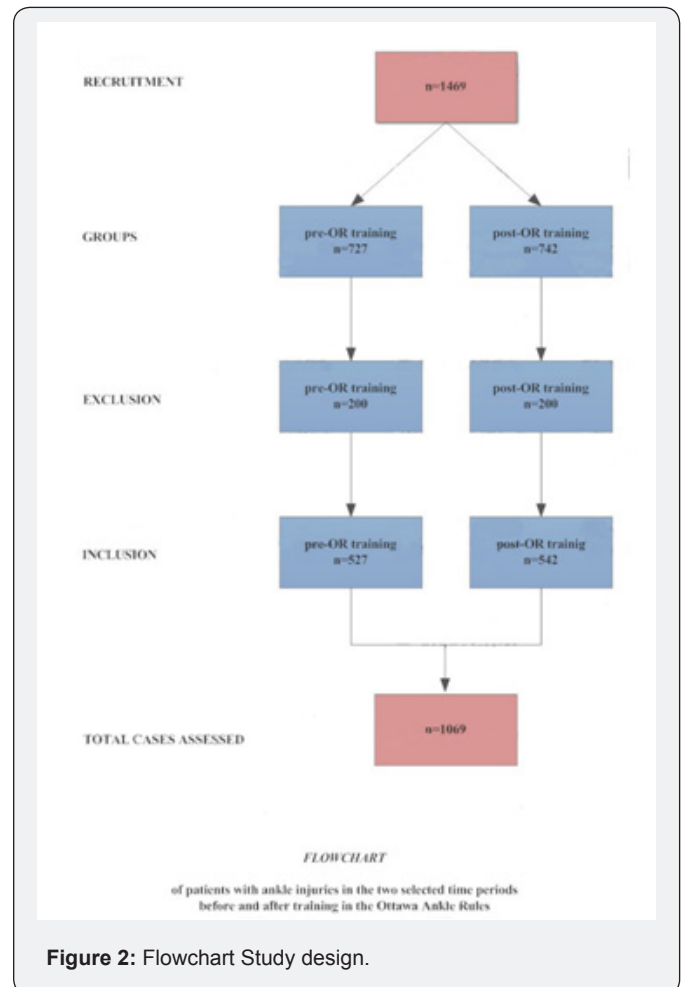 RECRUITMENT
n=1469
GROUPS
pre-OR training
n=727
post-OR training
n=742
EXCLUSION
pre-OR training
n=200
post-OR training
n=200
INCLUSION
pre-OR training
n=527
post-OR trainig
n=542
TOTAL CASES ASSESSED
n=1069
FLOWCHART
of patients with ankle injuries in the two selected time periods
before and after training in the Ottawa Ankle Rules
Figure 2: Flowchart Study design.